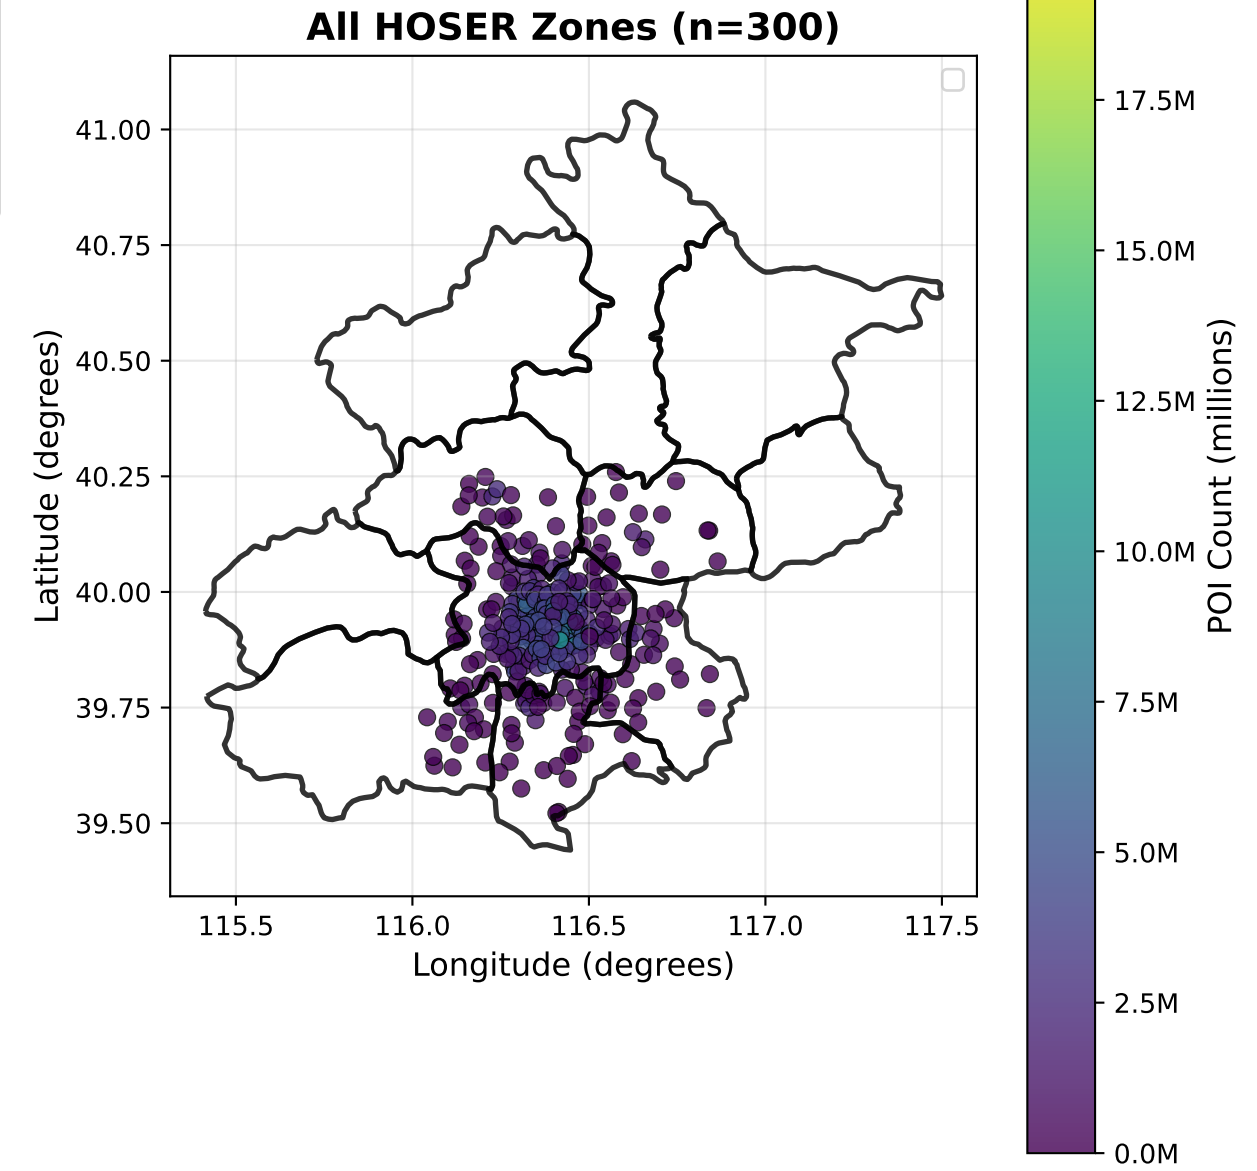 All HOSER Zones (n=300)
41.00
40.75
40.50
40.25
40.00
39.75
39.50
Latitude (degrees)
115.5
116.0
116.5
117.0
117.5
Longitude (degrees)
17.5M
15.0M
12.5M
10.0M
7.5M
5.0M
2.5M
0.0M
POI Count (millions)